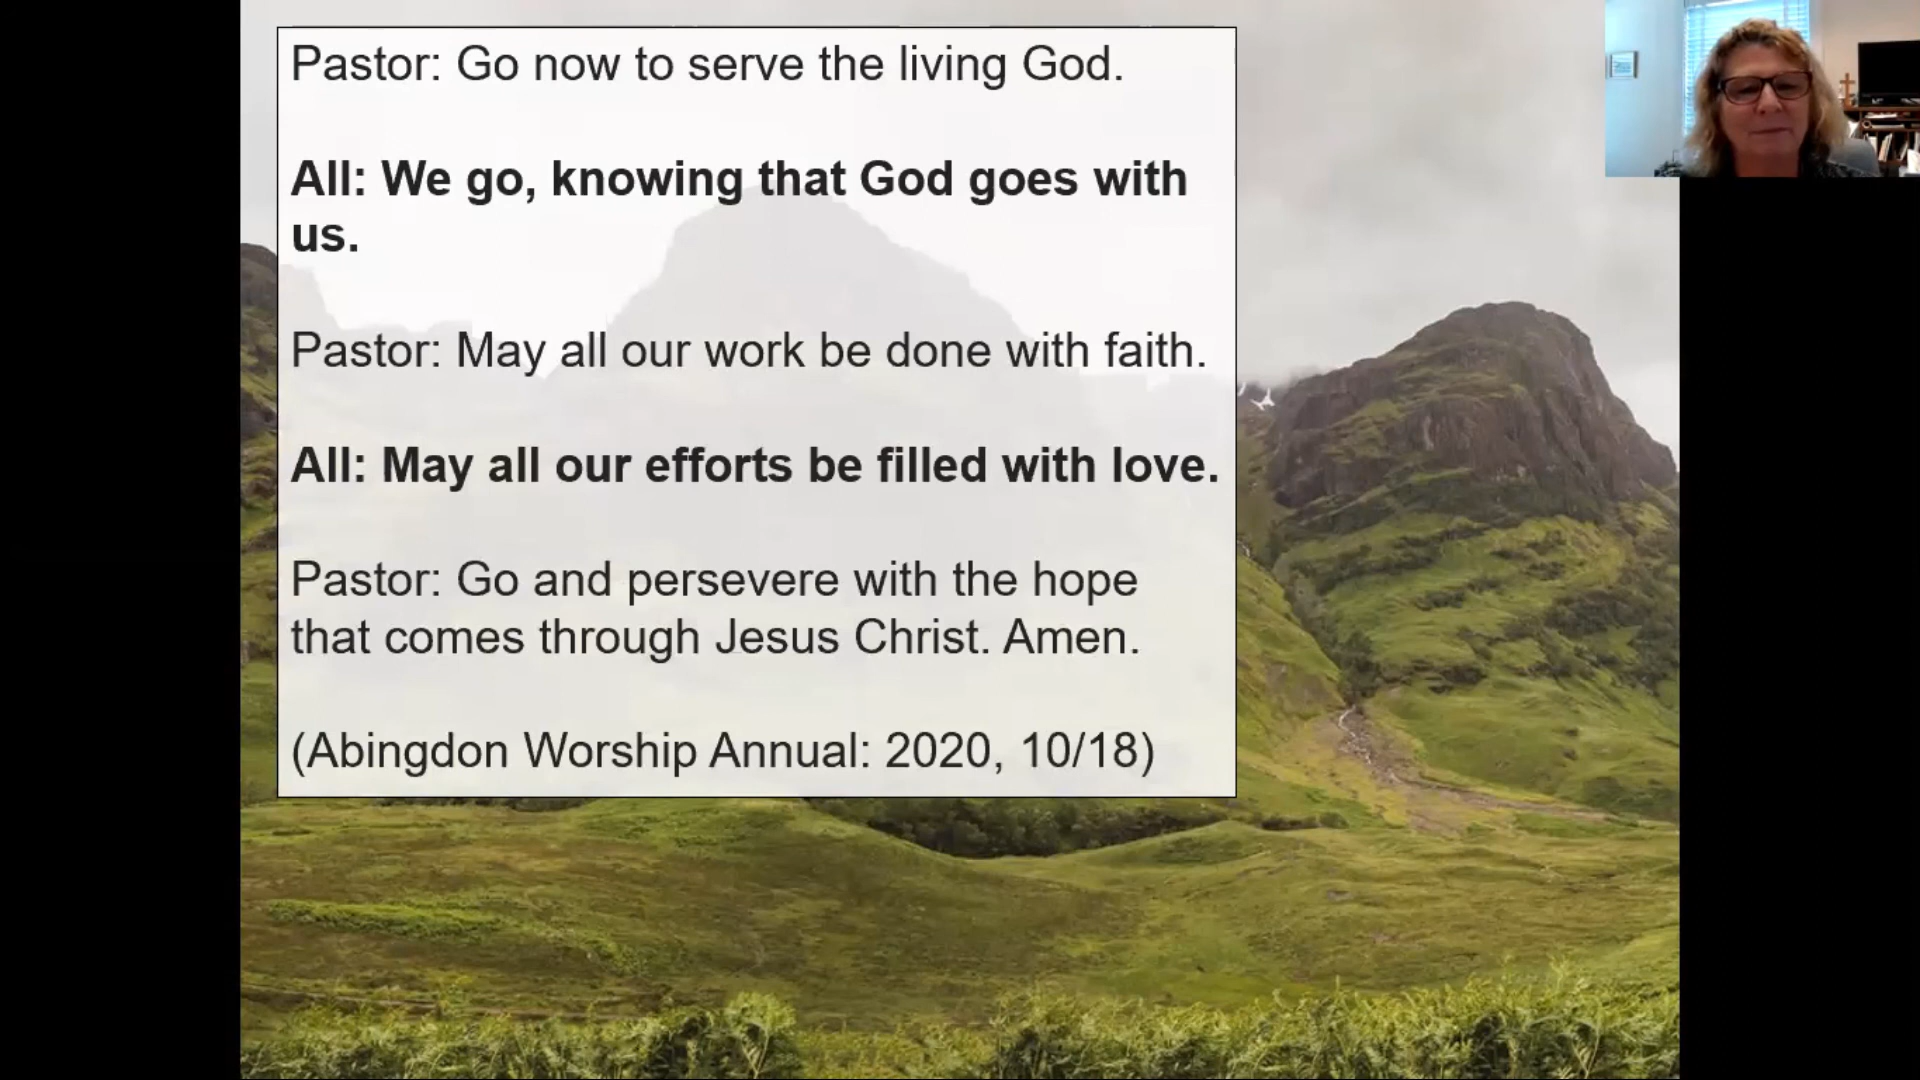 Pastor: Go now to serve the living God.
All: We go, knowing that God goes with
us.
Pastor: May all our work be done with faith.
All: May all our efforts be filled with love.
Pastor: Go and persevere with the hope
that comes through Jesus Christ. Amen.
(Abingdon Worship Annual: 2020, 10/18)